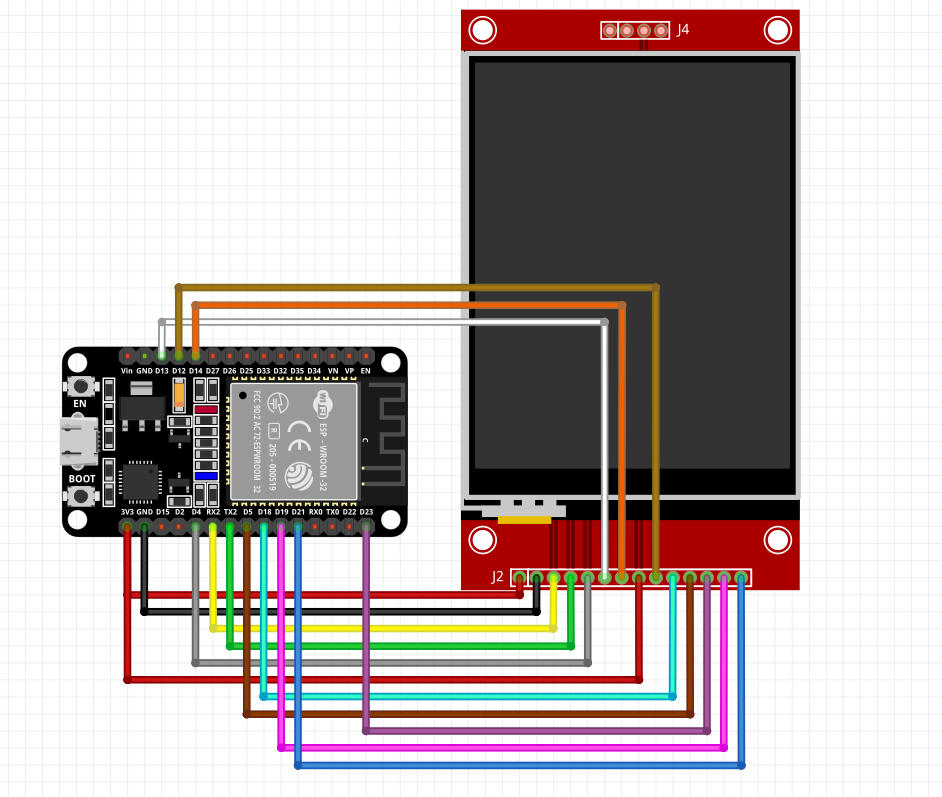 J4
Vin GND D13 D12 D14 D27 D26 D25 D33 D32 D35 D34 VN VP EN
EN
BOOT
WiFi
ESP - WROOM-32
CE
R
205 - 000519
FCC 902 AC 72-ESPWROOM 32
C
3V3 GND D15 D2 D4 RX2 TX2 D5 D18 D19 D21 RX0 TX0 D22 D23
J2